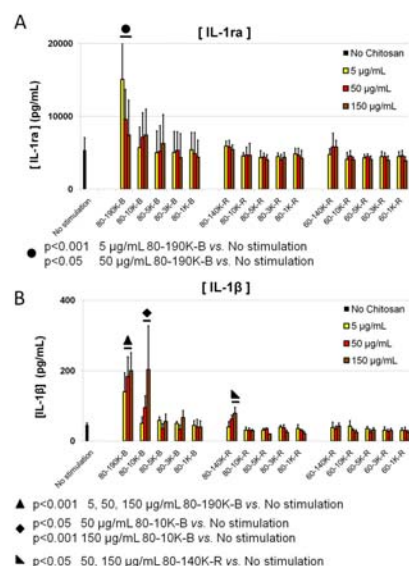 A
[ IL-1ra ]
No Chitosan
5 µg/mL
50 µg/mL
150 µg/mL
20000
10000
0
[ IL-1ra ]
(pg/mL)
No stimulation
80-190K-B
80-10K-B
80-5K-B
80-3K-B
80-1K-B
80-140K-R
80-10K-R
80-5K-R
80-3K-R
80-1K-R
60-140K-R
60-10K-R
60-5K-R
60-3K-R
60-1K-R
p<0.001 5 µg/mL 80-190K-B vs. No stimulation
p<0.05 50 µg/mL 80-190K-B vs. No stimulation
B
[ IL-1β ]
No Chitosan
5 µg/mL
50 µg/mL
150 µg/mL
400
200
0
[IL-1β]
(pg/mL)
No stimulation
80-190K-B
80-10K-B
80-5K-B
80-3K-B
80-1K-B
80-140K-R
80-10K-R
80-5K-R
80-3K-R
80-1K-R
60-140K-R
60-10K-R
60-5K-R
60-3K-R
60-1K-R
p<0.001 5, 50, 150 µg/mL 80-190K-B vs. No stimulation
p<0.05 50 µg/mL 80-10K-B vs. No stimulation
p<0.001 150 µg/mL 80-10K-B vs. No stimulation
p<0.05 50, 150 µg/mL 80-140K-R vs. No stimulation